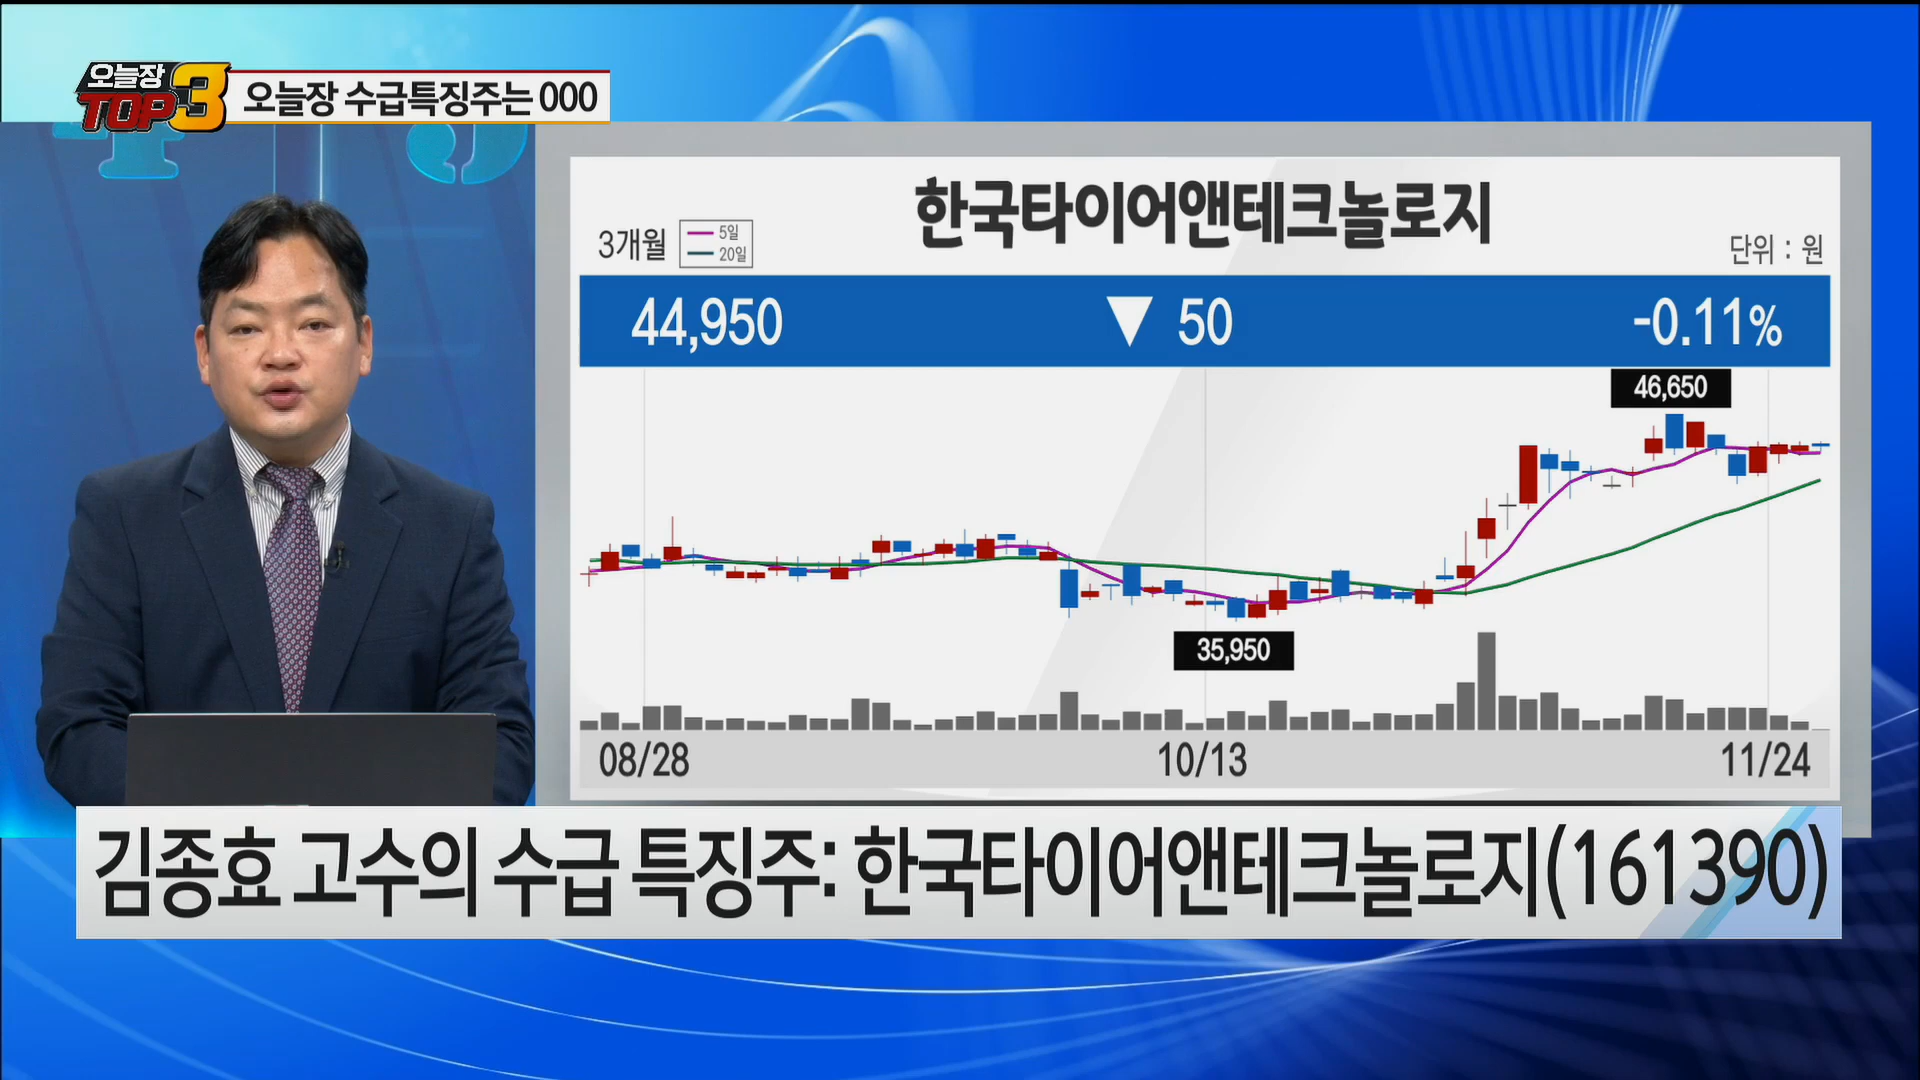 오늘장
TOP3
오늘장 수급특징주는 OOO
한국타이어앤테크놀로지
3개월
5일
20일
단위 : 원
44,950 ▼ 50 -0.11%
46,650
35,950
08/28 10/13 11/24
김종효 고수의 수급 특징주: 한국타이어앤테크놀로지(161390)